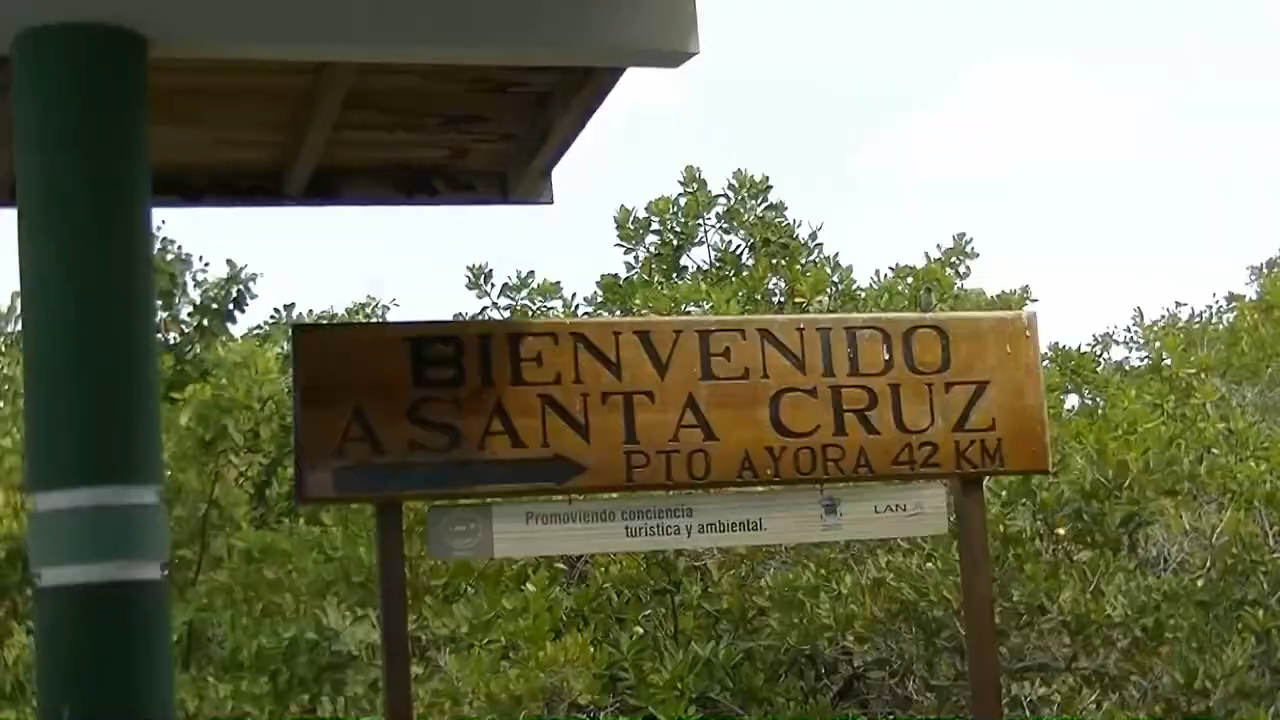 BIENVENIDO
A SANTA CRUZ
PTO AYORA 42 KM
Promoviendo conciencia
turística y ambiental.
LAN